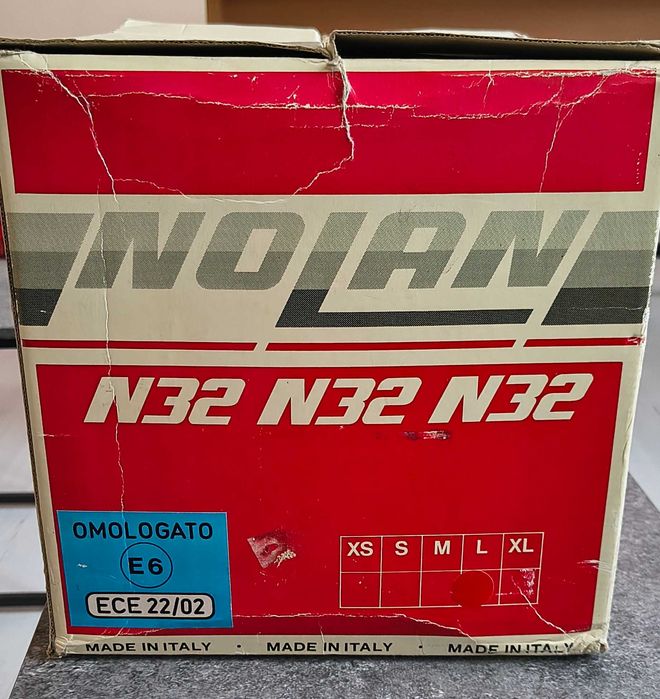 NOLAN
N32 N32 N32
OMOLOGATO
E6
ECE 22/02
XS S M L XL
MADE IN ITALY · MADE IN ITALY · MADE IN ITALY